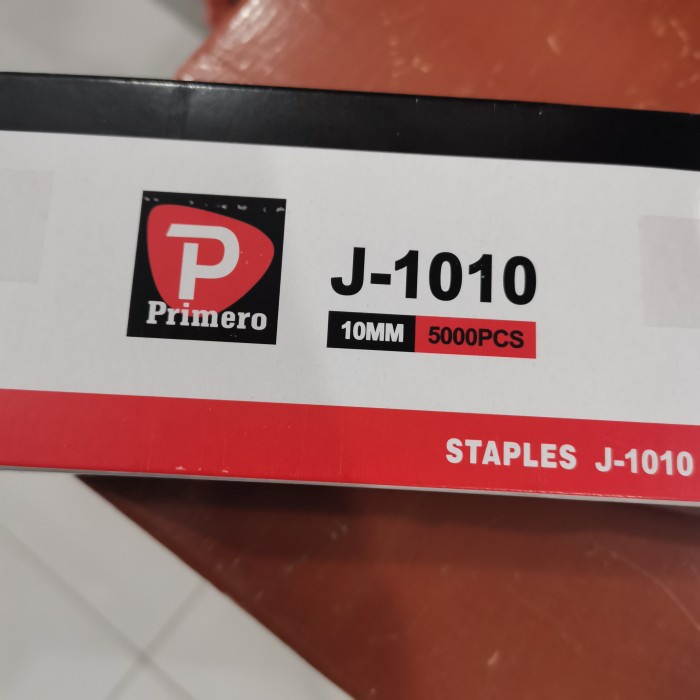 P
Primero
J-1010
10MM 5000PCS
STAPLES J-1010